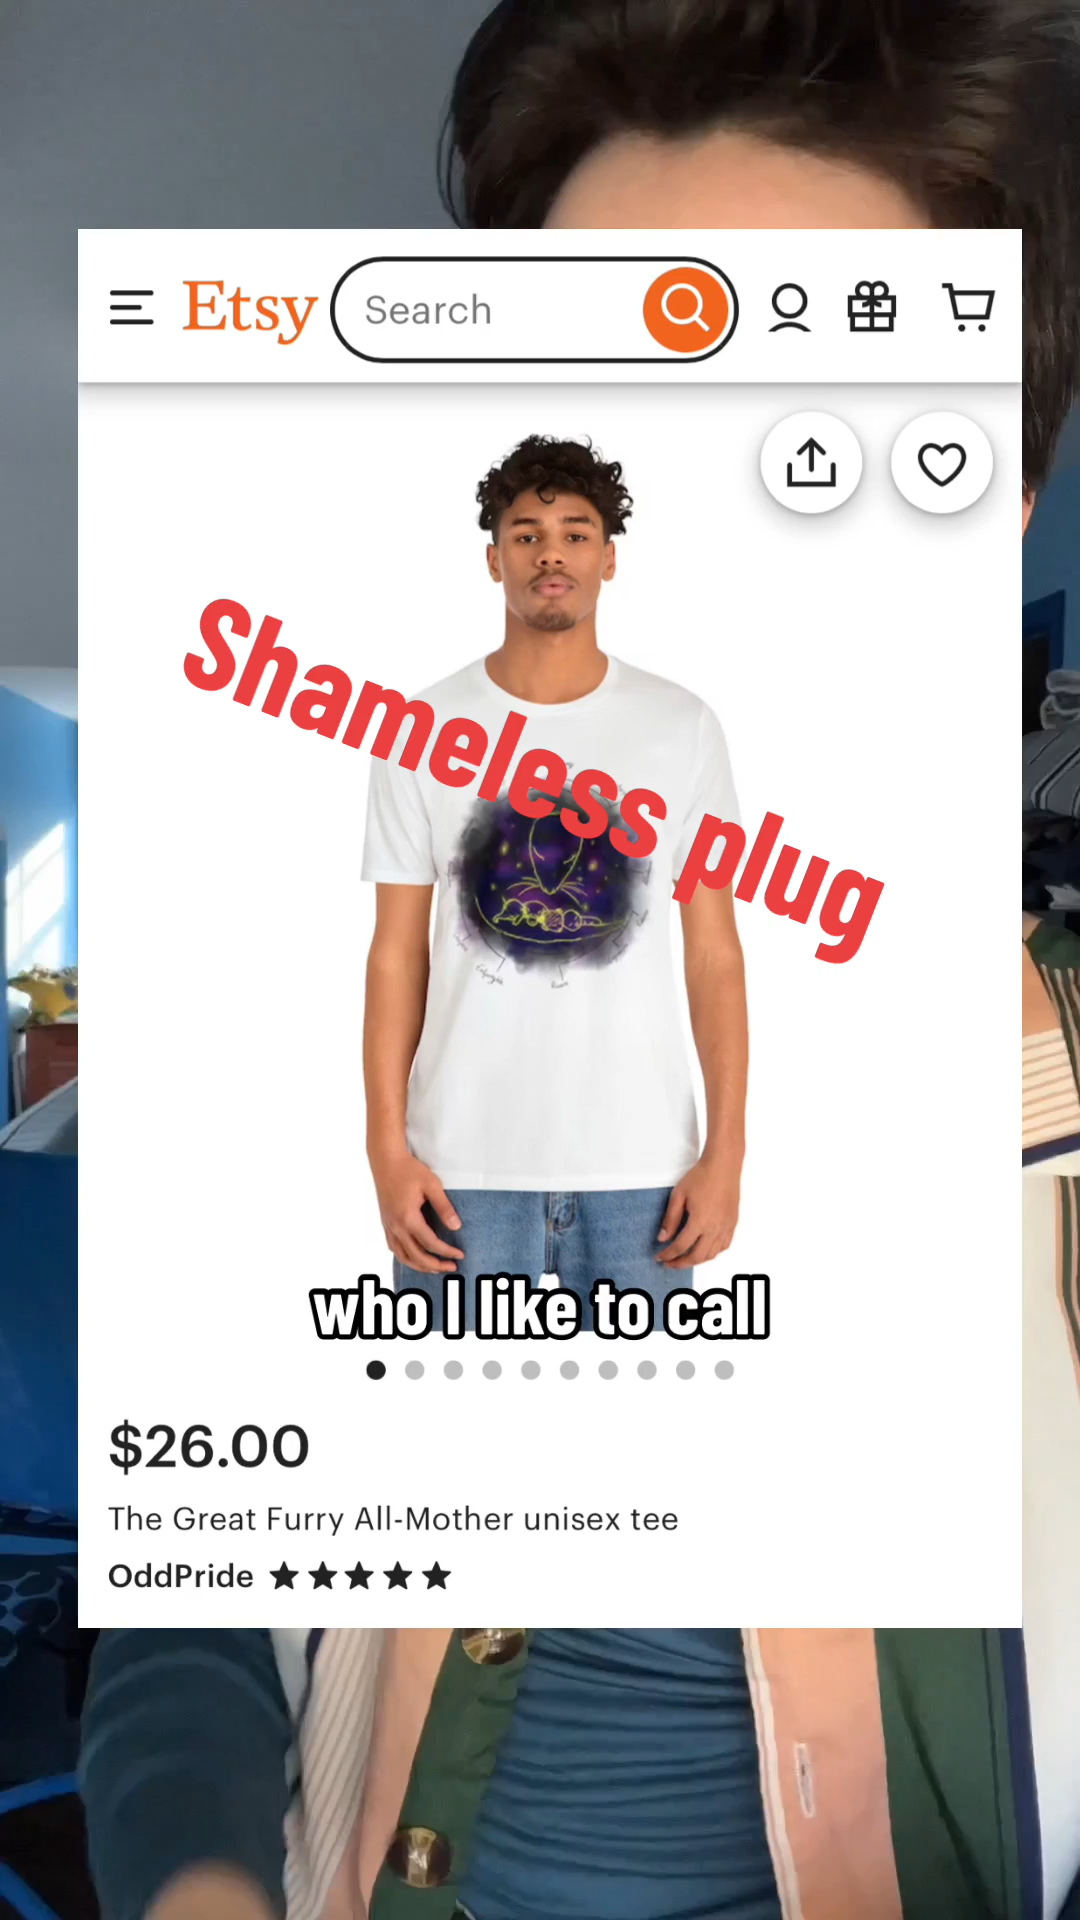 Etsy
Search
Shameless plug
who I like to call
$26.00
The Great Furry All-Mother unisex tee
OddPride